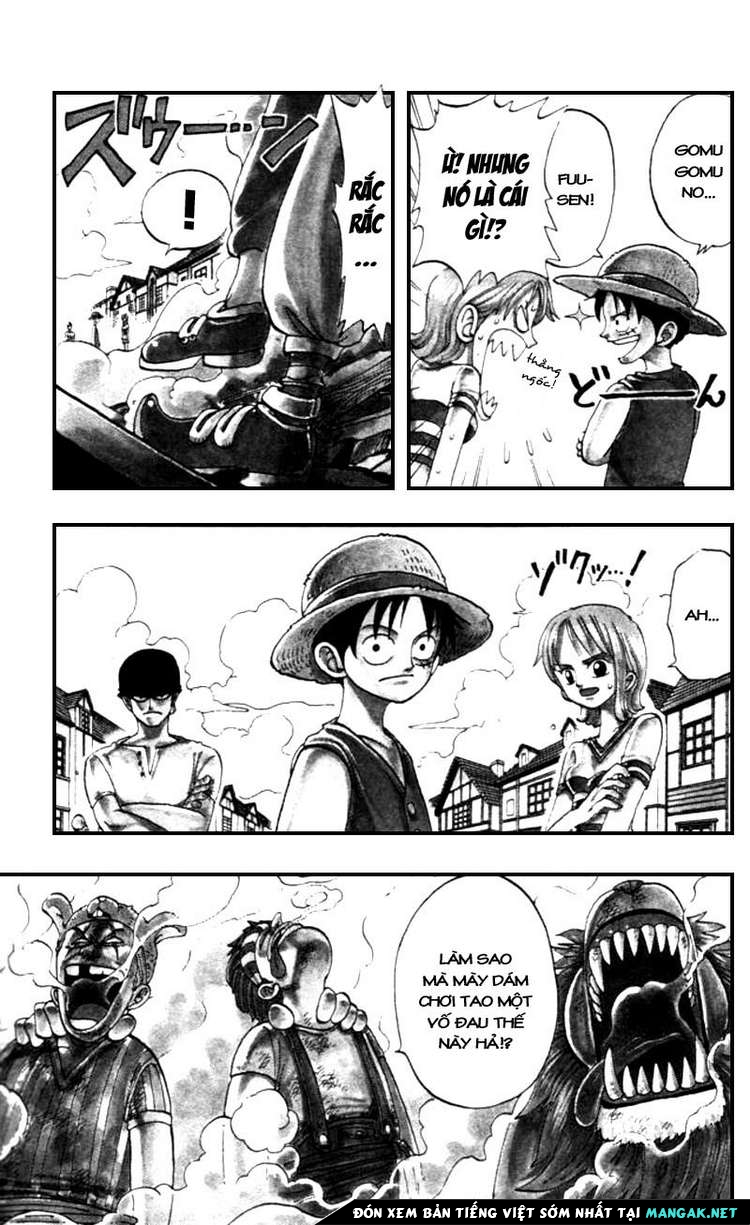 GOMU
GOMU
NO...
FUU-
SEN!
Ừ! NHƯNG
NÓ LÀ CÁI
GÌ!?
thằng
ngốc!
どーーん
RẮC
RẮC
...
ズゥー…ン
!
AH...
ゾクッ…!
LÀM SAO
MÀ MÀY DÁM
CHƠI TAO MỘT
VỐ ĐAU THẾ
NÀY HẢ!?
ĐÓN XEM BẢN TIẾNG VIỆT SỚM NHẤT TẠI MANGAK.NET